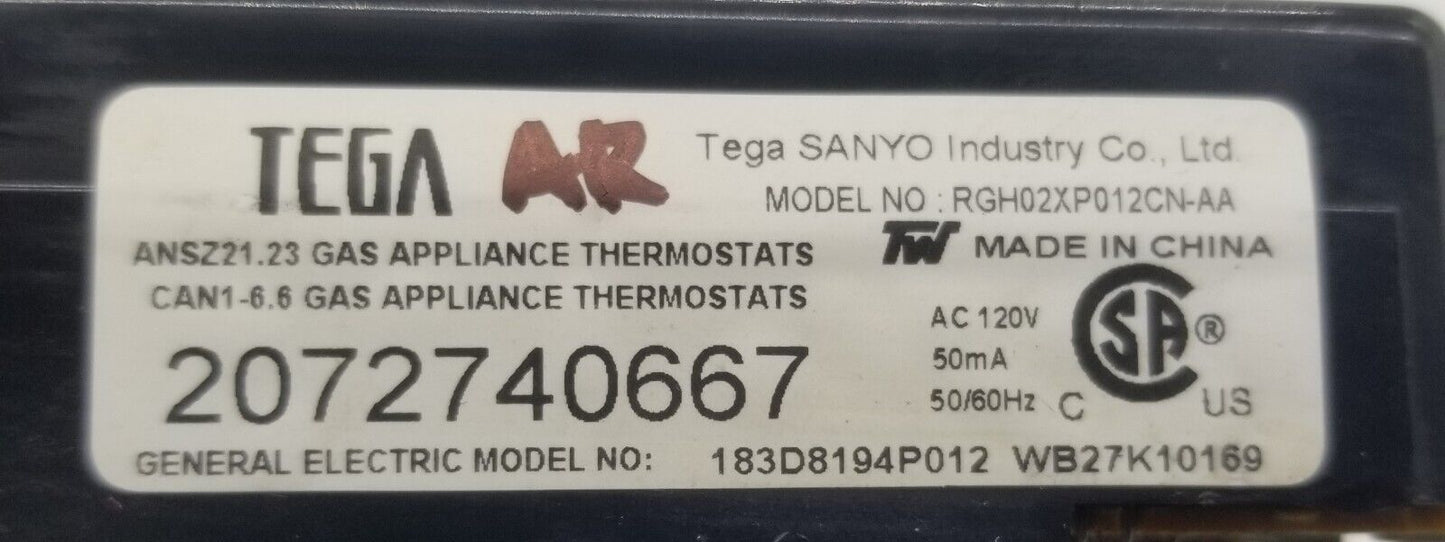 TEGA AR Tega SANYO Industry Co., Ltd.
MODEL NO : RGH02XP012CN-AA
TW MADE IN CHINA
ANSZ21.23 GAS APPLIANCE THERMOSTATS
CAN1-6.6 GAS APPLIANCE THERMOSTATS
2072740667
AC 120V
50mA
50/60Hz
C SA ® US
GENERAL ELECTRIC MODEL NO: 183D8194P012 WB27K10169